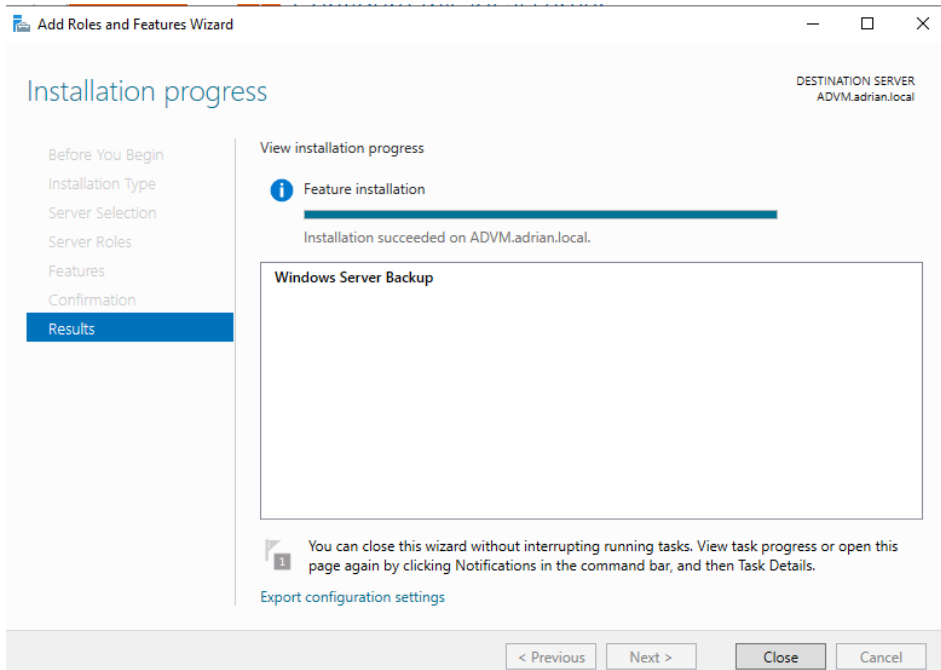 Add Roles and Features Wizard
Installation progress
DESTINATION SERVER
ADVM.adrian.local
Before You Begin
Installation Type
Server Selection
Server Roles
Features
Confirmation
Results
View installation progress
Feature installation
Installation succeeded on ADVM.adrian.local.
Windows Server Backup
1
You can close this wizard without interrupting running tasks. View task progress or open this
page again by clicking Notifications in the command bar, and then Task Details.
Export configuration settings
< Previous
Next >
Close
Cancel